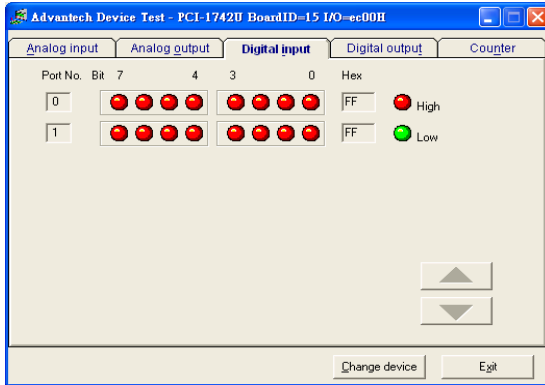 Advantech Device Test - PCI-1742U BoardID=15 I/O=ec00H
Analog input Analog output Digital input Digital output Counter
Port No. Bit 7 4 3 0 Hex
0 FF High
1 FF Low
Change device Exit